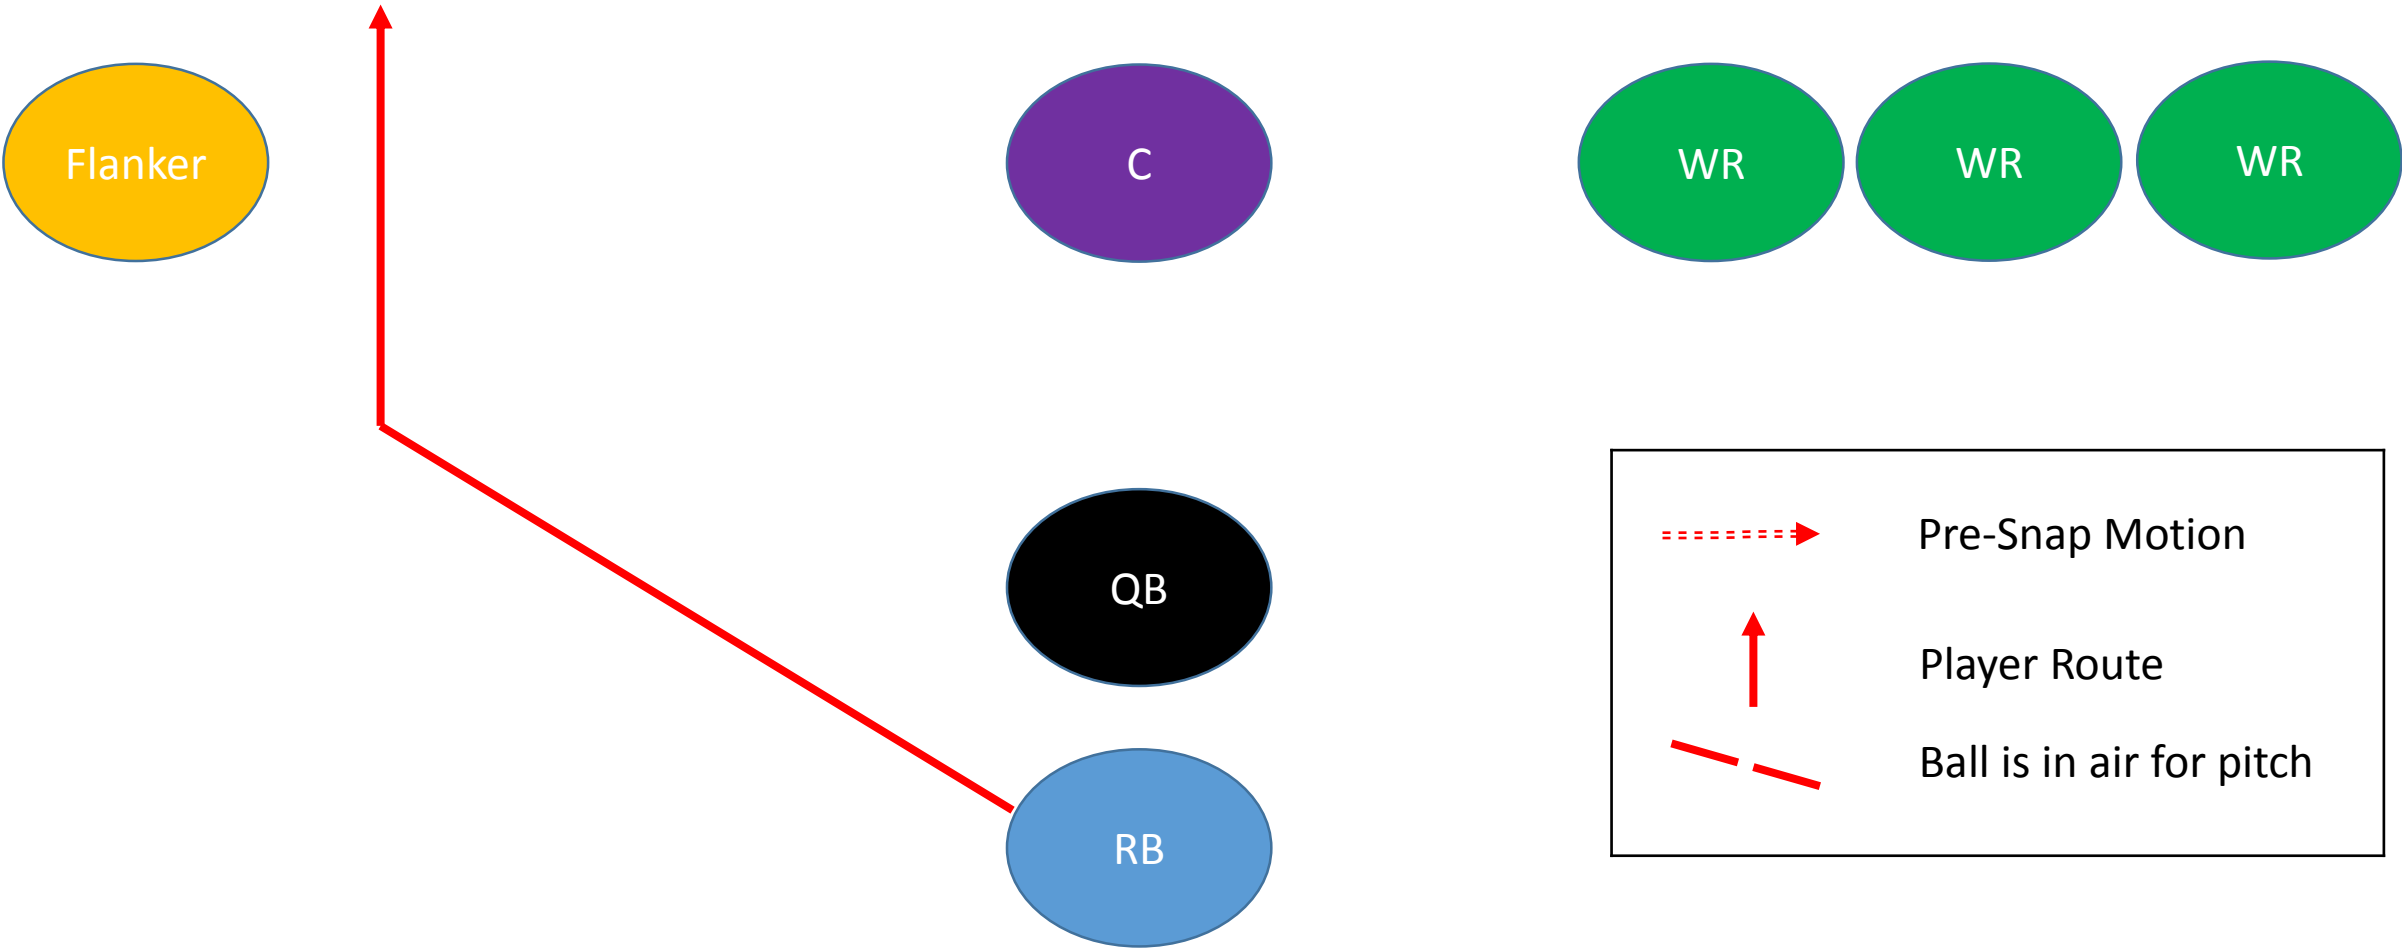 Flanker
C
WR
WR
WR
QB
RB
Pre-Snap Motion
Player Route
Ball is in air for pitch